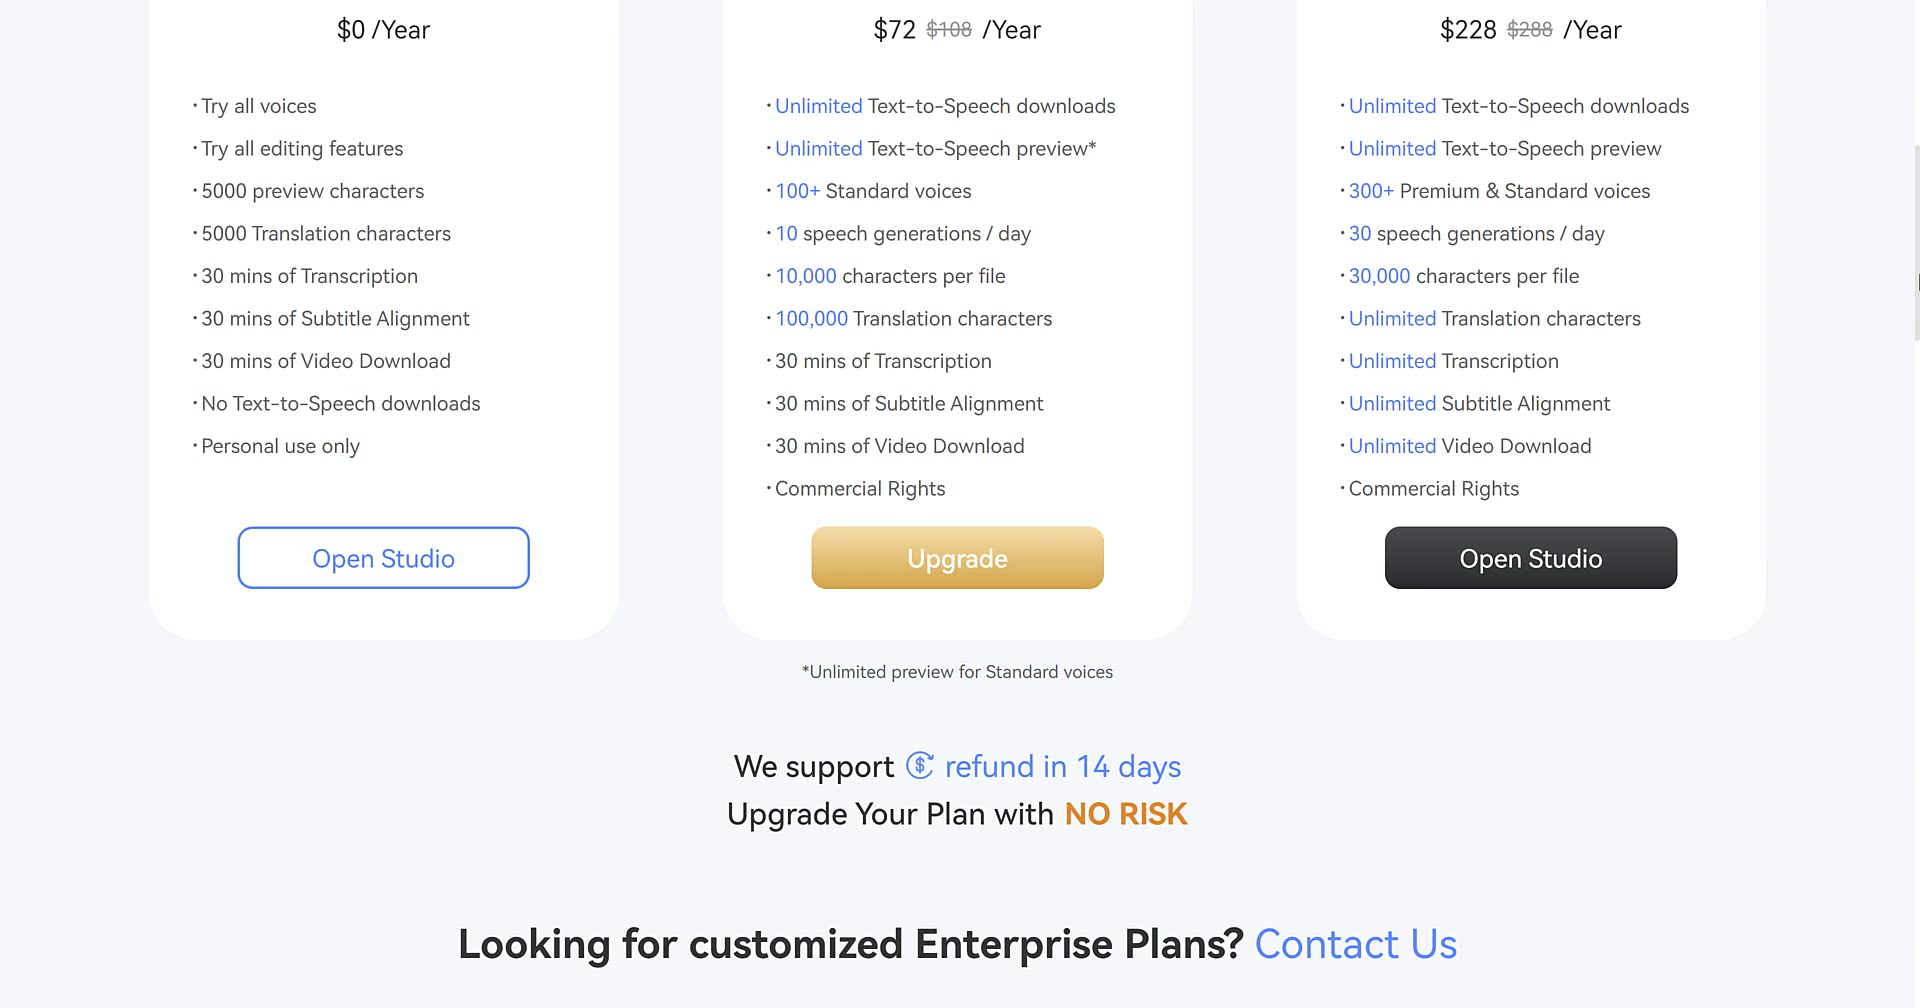 $0 /Year
· Try all voices
· Try all editing features
· 5000 preview characters
· 5000 Translation characters
· 30 mins of Transcription
· 30 mins of Subtitle Alignment
· 30 mins of Video Download
· No Text-to-Speech downloads
· Personal use only
Open Studio
$72 $108 /Year
· Unlimited Text-to-Speech downloads
· Unlimited Text-to-Speech preview*
· 100+ Standard voices
· 10 speech generations / day
· 10,000 characters per file
· 100,000 Translation characters
· 30 mins of Transcription
· 30 mins of Subtitle Alignment
· 30 mins of Video Download
· Commercial Rights
Upgrade
$228 $288 /Year
· Unlimited Text-to-Speech downloads
· Unlimited Text-to-Speech preview
· 300+ Premium & Standard voices
· 30 speech generations / day
· 30,000 characters per file
· Unlimited Translation characters
· Unlimited Transcription
· Unlimited Subtitle Alignment
· Unlimited Video Download
· Commercial Rights
Open Studio
*Unlimited preview for Standard voices
We support refund in 14 days
Upgrade Your Plan with NO RISK
Looking for customized Enterprise Plans? Contact Us